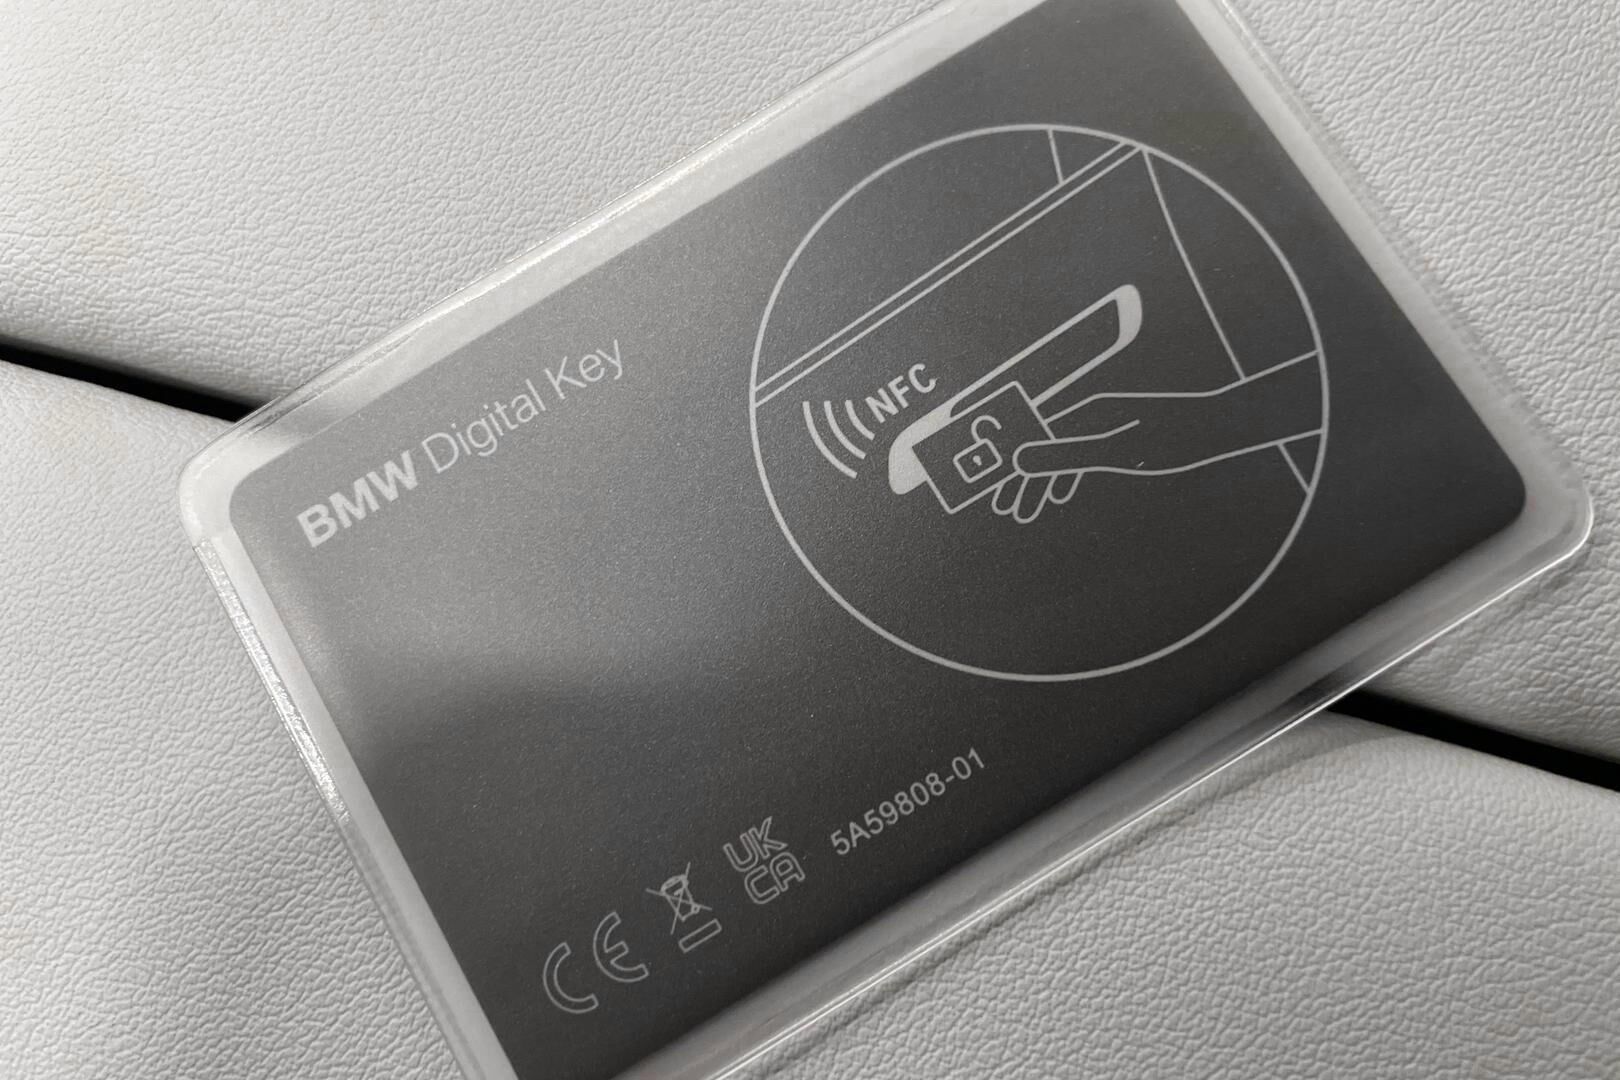 BMW Digital Key
NFC
CE
UK
CA
5A59808-01